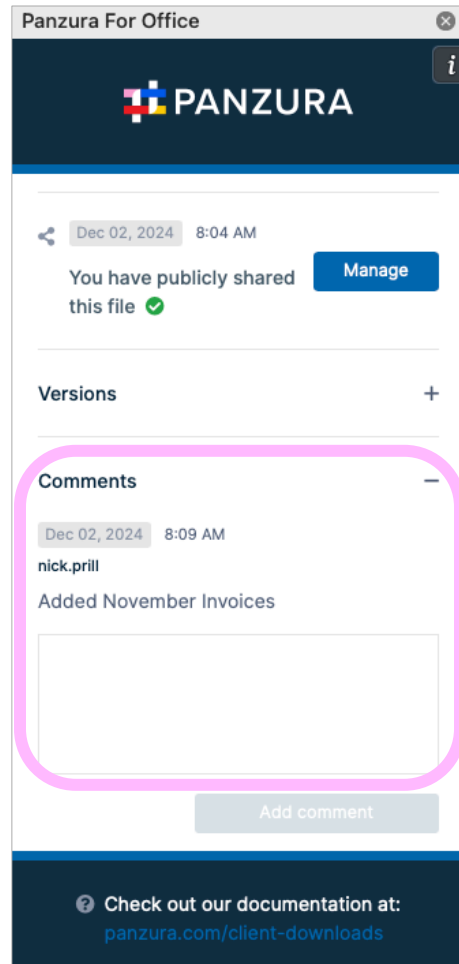 Panzura For Office
i
PANZURA
Dec 02, 2024 8:04 AM
You have publicly shared
this file
Manage
Versions
Comments
Dec 02, 2024 8:09 AM
nick.prill
Added November Invoices
Add comment
Check out our documentation at:
panzura.com/client-downloads